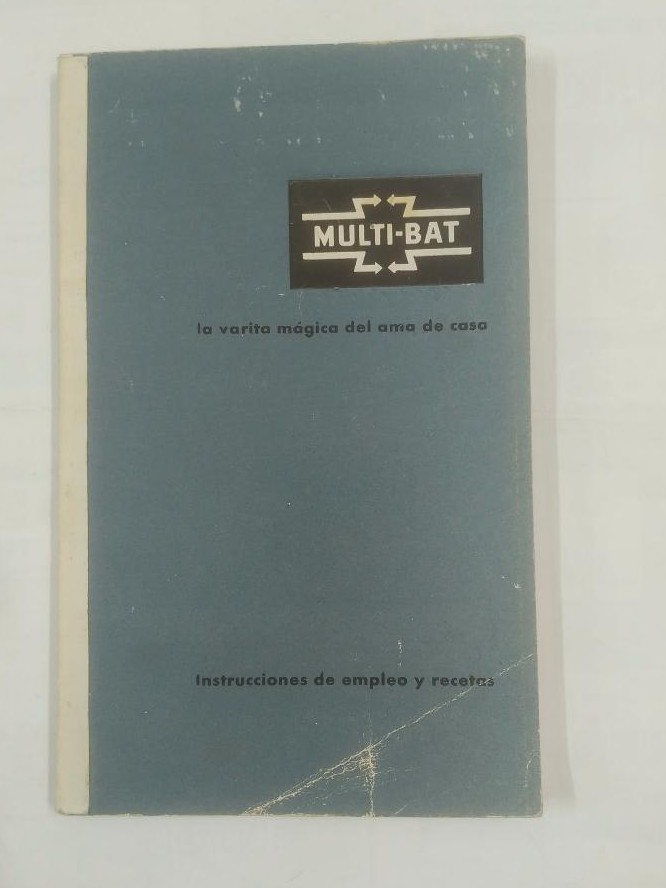 MULTI-BAT
la varita mágica del ama de casa
Instrucciones de empleo y recetas